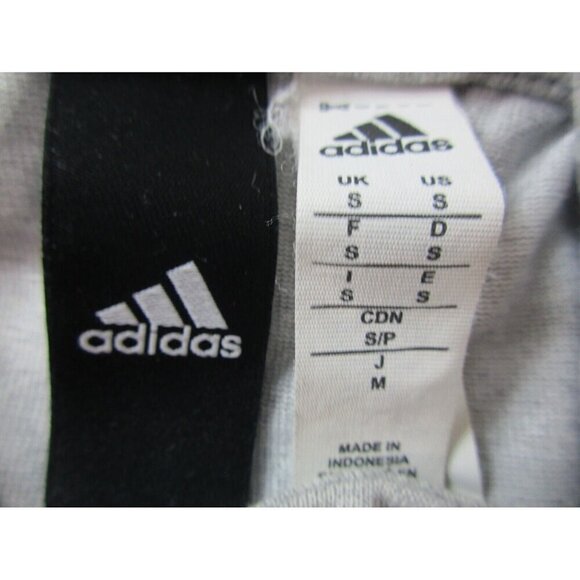 adidas
adidas
UK US
S S
F D
S S
I E
S S
CDN
S/P
J
M
MADE IN
INDONESIA